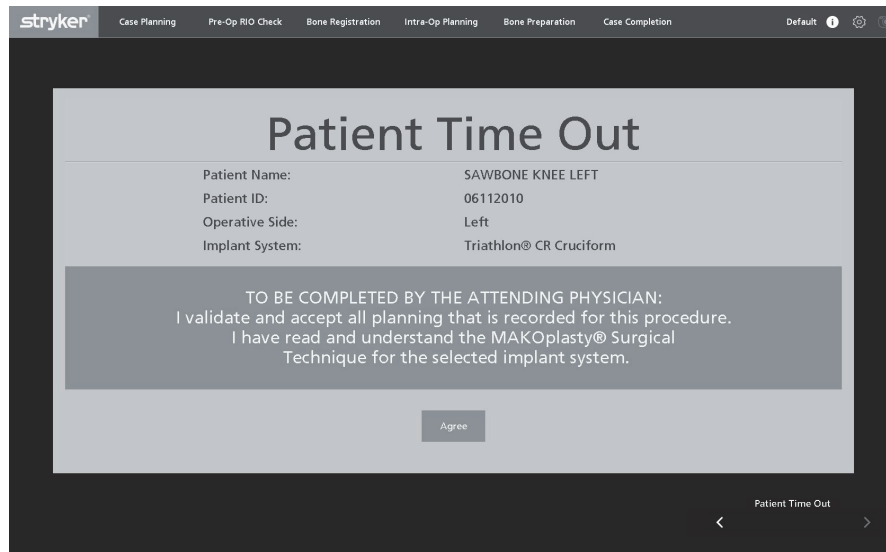 stryker
Case Planning
Pre-Op RIO Check
Bone Registration
Intra-Op Planning
Bone Preparation
Case Completion
Default
Patient Time Out
Patient Name: SAWBONE KNEE LEFT
Patient ID: 06112010
Operative Side: Left
Implant System: Triathlon® CR Cruciform
TO BE COMPLETED BY THE ATTENDING PHYSICIAN:
I validate and accept all planning that is recorded for this procedure.
I have read and understand the MAKOplasty® Surgical
Technique for the selected implant system.
Agree
Patient Time Out